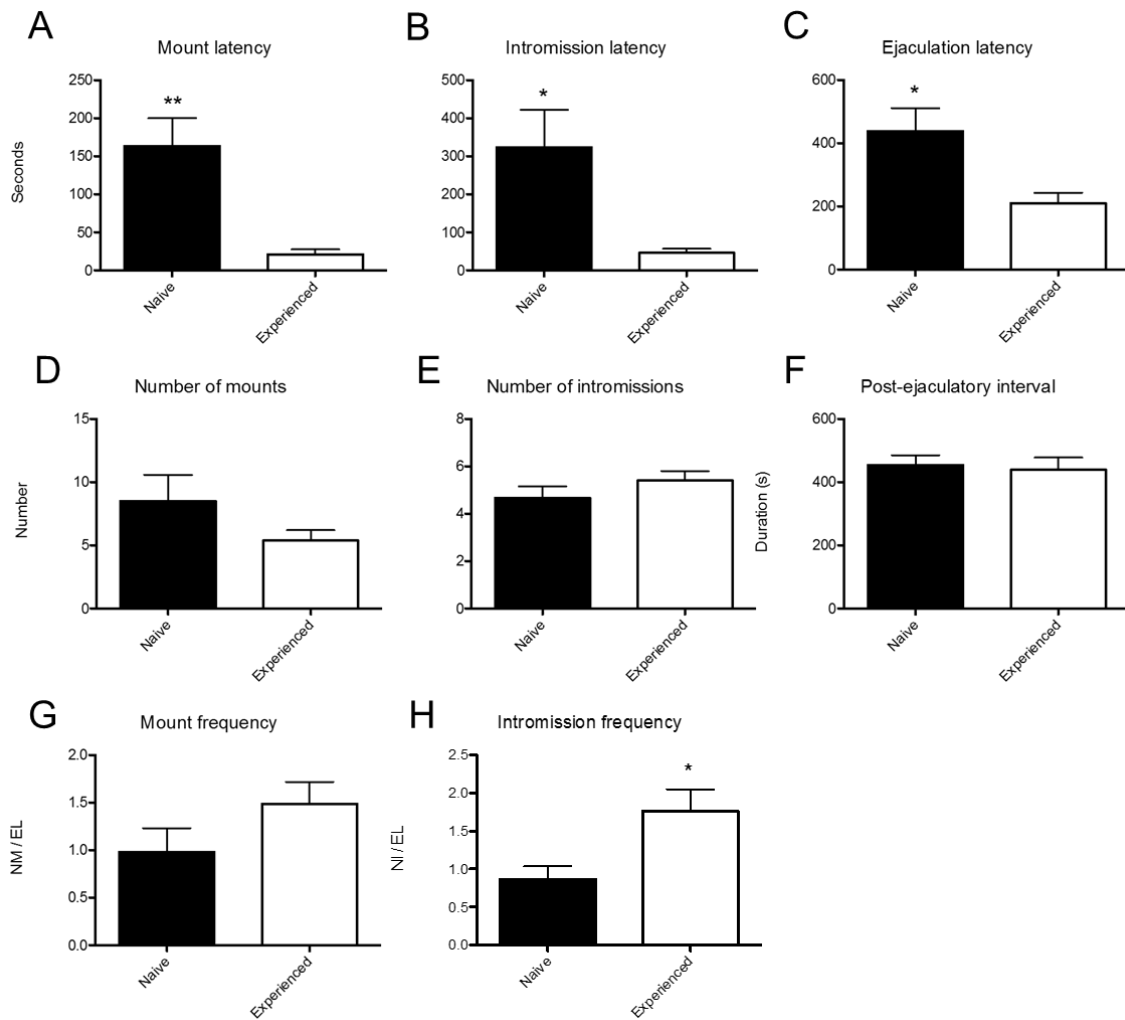 A
Mount latency
Seconds
250
200
150
100
50
0
**
Naive
Experienced
B
Intromission latency
500
400
300
200
100
0
*
Naive
Experienced
C
Ejaculation latency
600
400
200
0
*
Naive
Experienced
D
Number of mounts
Number
15
10
5
0
Naive
Experienced
E
Number of intromissions
8
6
4
2
0
Naive
Experienced
F
Post-ejaculatory interval
Duration (s)
600
400
200
0
Naive
Experienced
G
Mount frequency
NM / EL
2.0
1.5
1.0
0.5
0.0
Naive
Experienced
H
Intromission frequency
NI / EL
2.5
2.0
1.5
1.0
0.5
0.0
*
Naive
Experienced